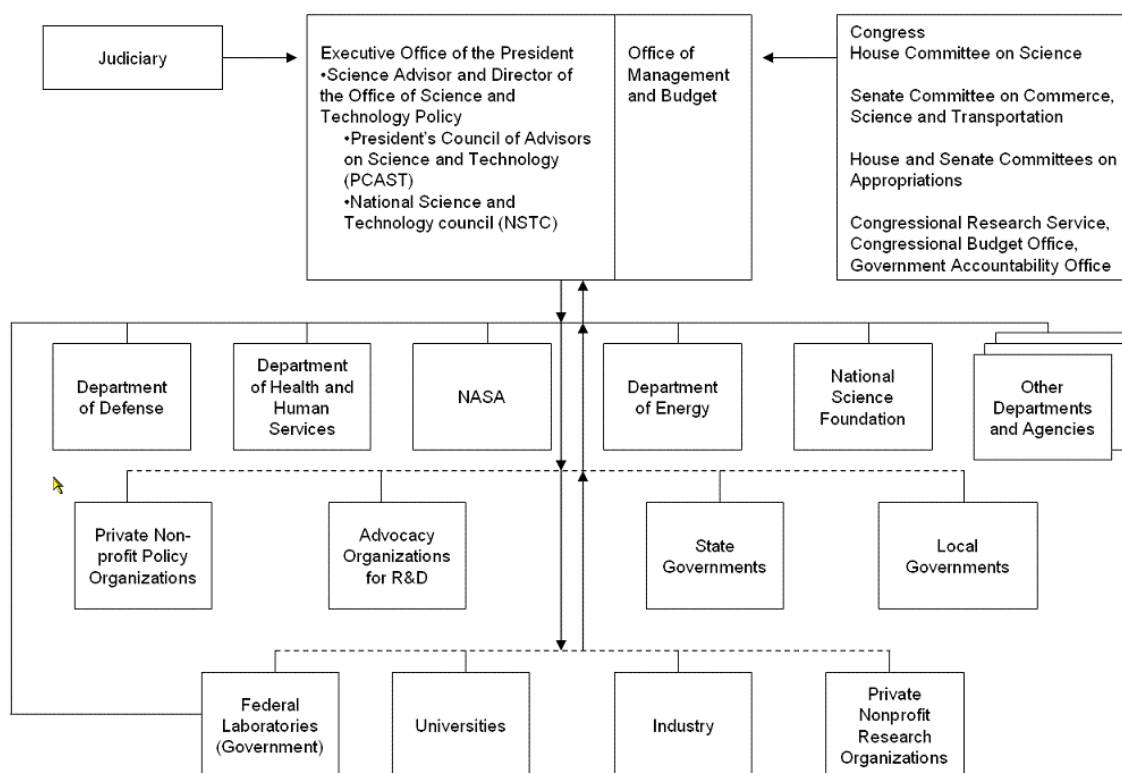 Judiciary
Executive Office of the President
•Science Advisor and Director of
the Office of Science and
Technology Policy
•President's Council of Advisors
on Science and Technology
(PCAST)
•National Science and
Technology council (NSTC)
Office of
Management
and Budget
Congress
House Committee on Science
Senate Committee on Commerce,
Science and Transportation
House and Senate Committees on
Appropriations
Congressional Research Service,
Congressional Budget Office,
Government Accountability Office
Department
of Defense
Department
of Health and
Human
Services
NASA
Department
of Energy
National
Science
Foundation
Other
Departments
and Agencies
Private Non-
profit Policy
Organizations
Advocacy
Organizations
for R&D
State
Governments
Local
Governments
Federal
Laboratories
(Government)
Universities
Industry
Private
Nonprofit
Research
Organizations